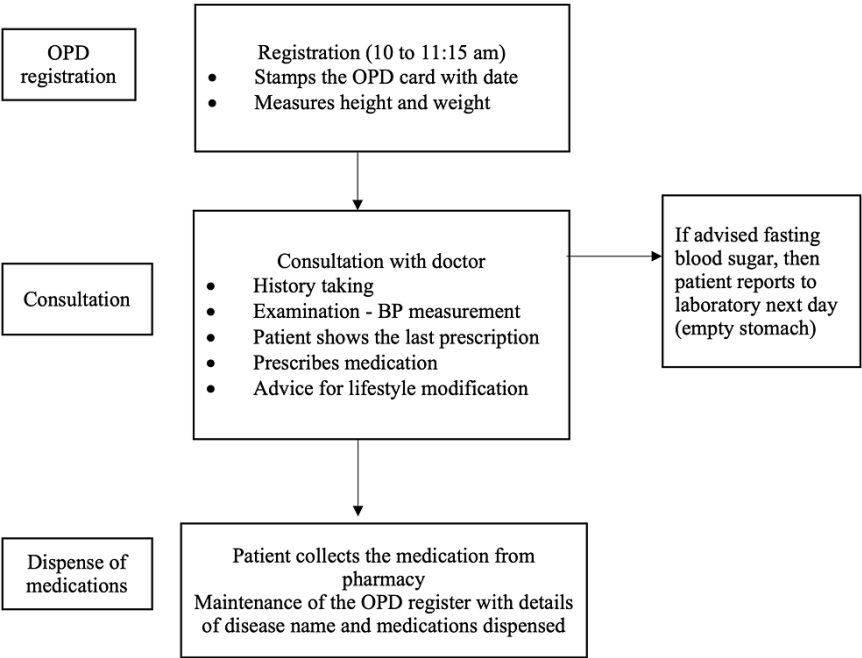 OPD
registration
Registration (10 to 11:15 am)
• Stamps the OPD card with date
• Measures height and weight
Consultation
Consultation with doctor
• History taking
• Examination - BP measurement
• Patient shows the last prescription
• Prescribes medication
• Advice for lifestyle modification
If advised fasting
blood sugar, then
patient reports to
laboratory next day
(empty stomach)
Dispense of
medications
Patient collects the medication from
pharmacy
Maintenance of the OPD register with details
of disease name and medications dispensed